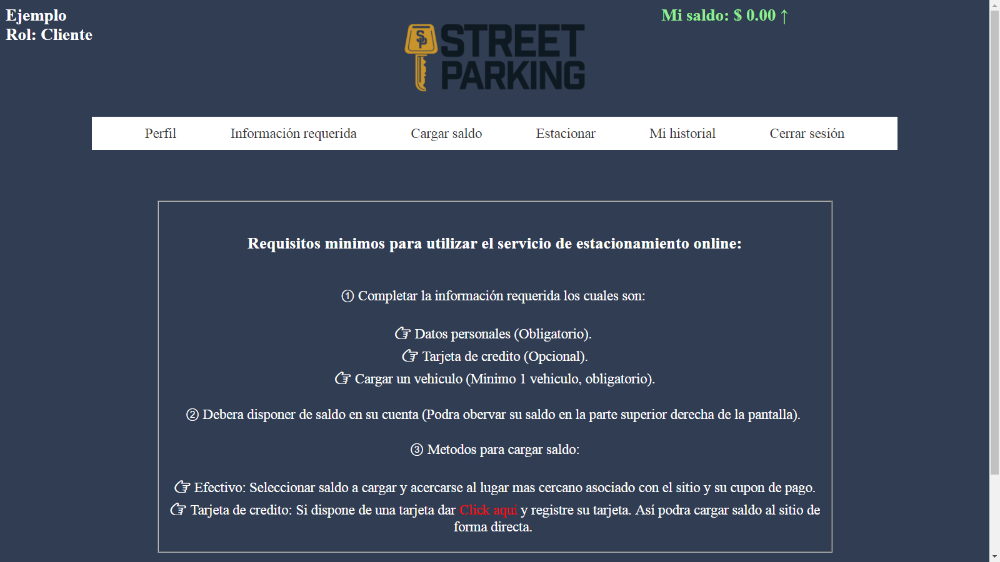 Ejemplo
Rol: Cliente
Mi saldo: $ 0.00 ↑
SP STREET
PARKING
Perfil Información requerida Cargar saldo Estacionar Mi historial Cerrar sesión
Requisitos minimos para utilizar el servicio de estacionamiento online:
① Completar la información requerida los cuales son:
👉 Datos personales (Obligatorio).
👉 Tarjeta de credito (Opcional).
👉 Cargar un vehiculo (Minimo 1 vehiculo, obligatorio).
② Debera disponer de saldo en su cuenta (Podra obervar su saldo en la parte superior derecha de la pantalla).
③ Metodos para cargar saldo:
👉 Efectivo: Seleccionar saldo a cargar y acercarse al lugar mas cercano asociado con el sitio y su cupon de pago.
👉 Tarjeta de credito: Si dispone de una tarjeta dar Click aqui y registre su tarjeta. Así podra cargar saldo al sitio de
forma directa.